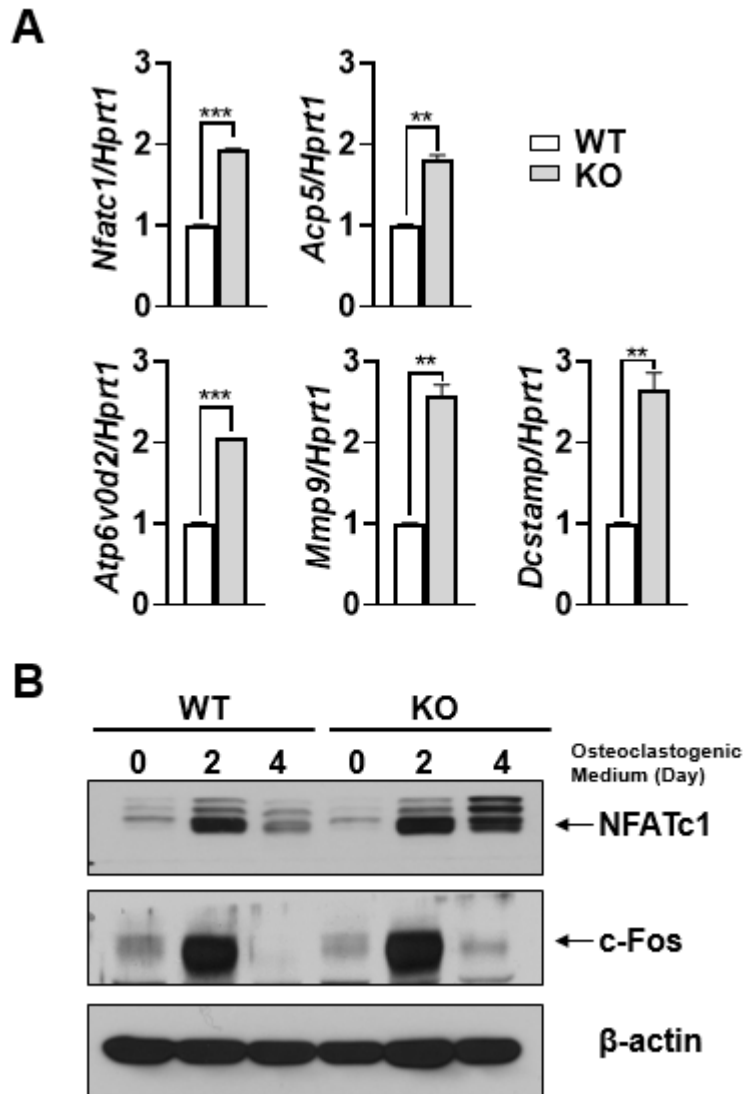 A
Nfatc1/Hprt1
3
2
1
0
***
Acp5/Hprt1
3
2
1
0
**
WT
KO
Atp6v0d2/Hprt1
3
2
1
0
***
Mmp9/Hprt1
3
2
1
0
**
Dcstamp/Hprt1
3
2
1
0
**
B
WT KO
0 2 4 0 2 4
Osteoclastogenic
Medium (Day)
NFATc1
c-Fos
β-actin